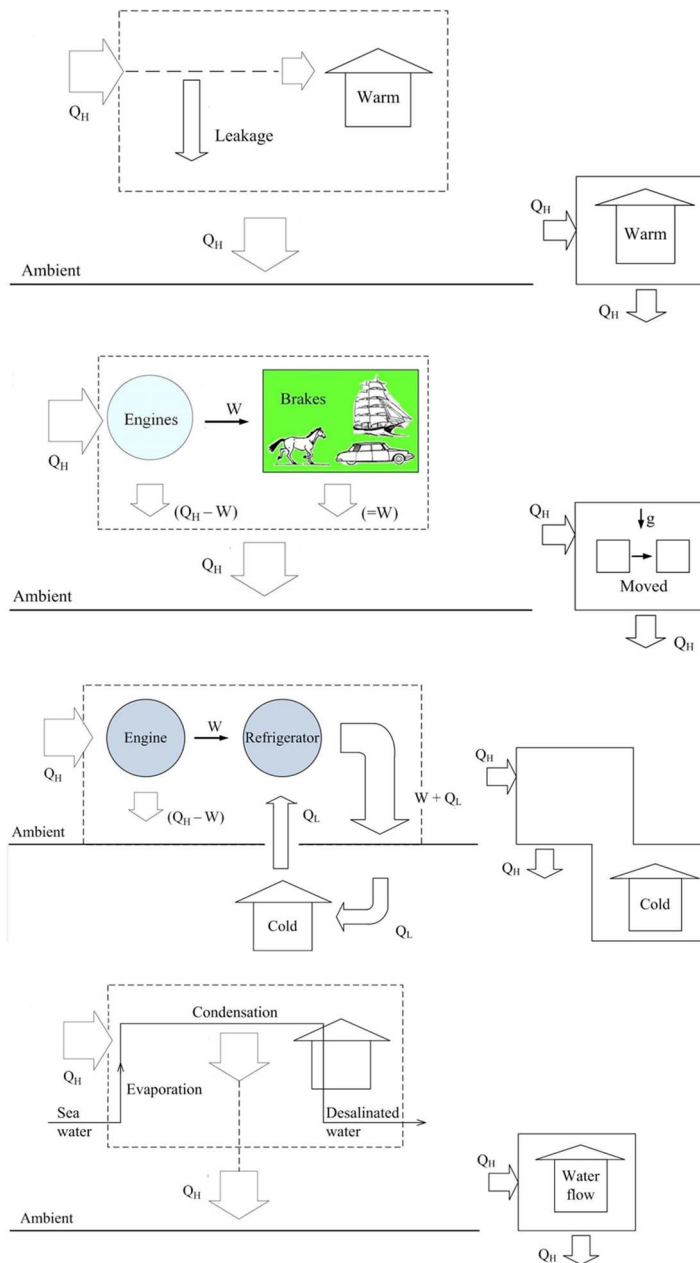 Q_H
Leakage
Warm
Q_H
Ambient
Q_H
Warm
Q_H
Engines
W
Brakes
Q_H
(Q_H – W)
(=W)
Q_H
Ambient
Q_H
g
Moved
Q_H
Engine
W
Refrigerator
Q_H
(Q_H – W)
Q_L
W + Q_L
Ambient
Cold
Q_L
Q_H
Q_H
Cold
Condensation
Q_H
Evaporation
Sea
water
Desalinated
water
Q_H
Ambient
Q_H
Water
flow
Q_H